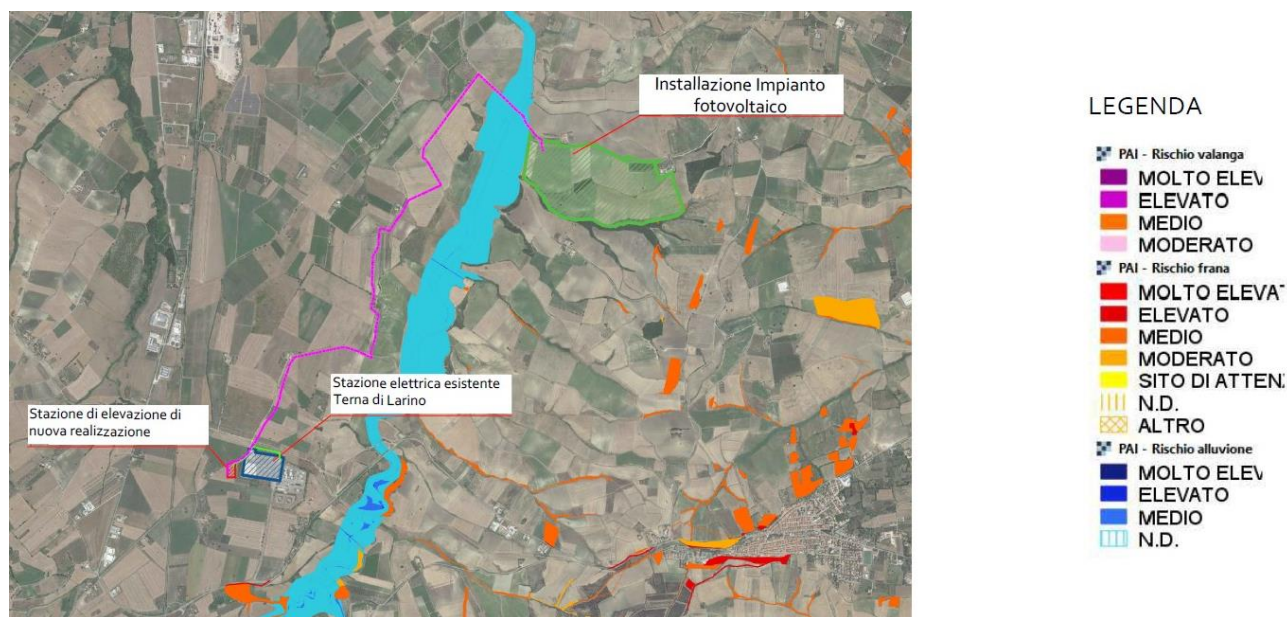 Installazione Impianto
fotovoltaico
Stazione elettrica esistente
Terna di Larino
Stazione di elevazione di
nuova realizzazione
LEGENDA
PAI - Rischio valanga
MOLTO ELEV
ELEVATO
MEDIO
MODERATO
PAI - Rischio frana
MOLTO ELEVAT
ELEVATO
MEDIO
MODERATO
SITO DI ATTENZ
N.D.
ALTRO
PAI - Rischio alluvione
MOLTO ELEV
ELEVATO
MEDIO
N.D.